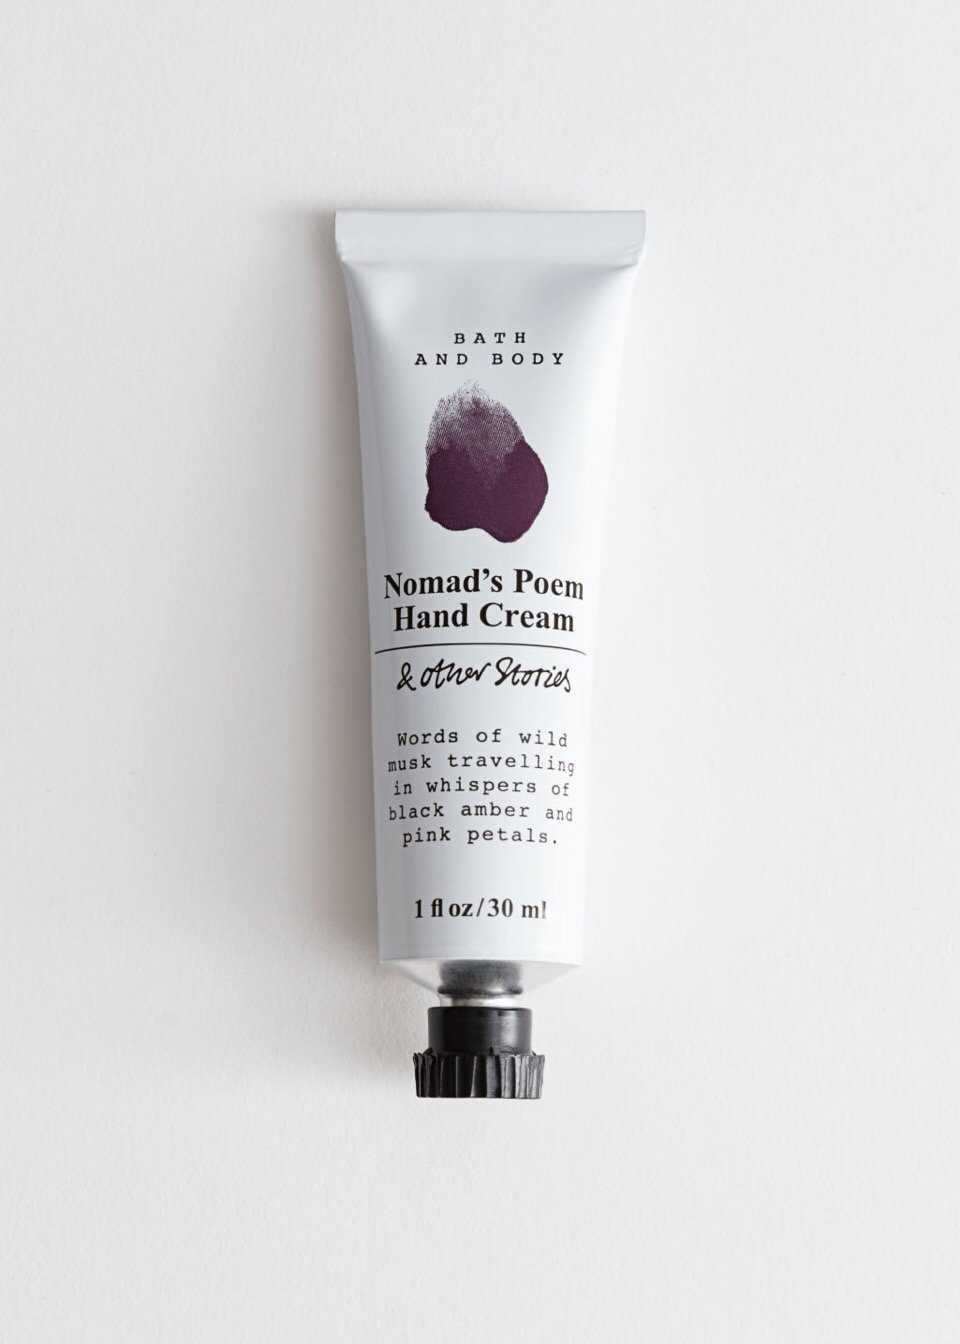 BATH
AND BODY
Nomad's Poem
Hand Cream
& other Stories
Words of wild
musk travelling
in whispers of
black amber and
pink petals.
1 fl oz/30 ml